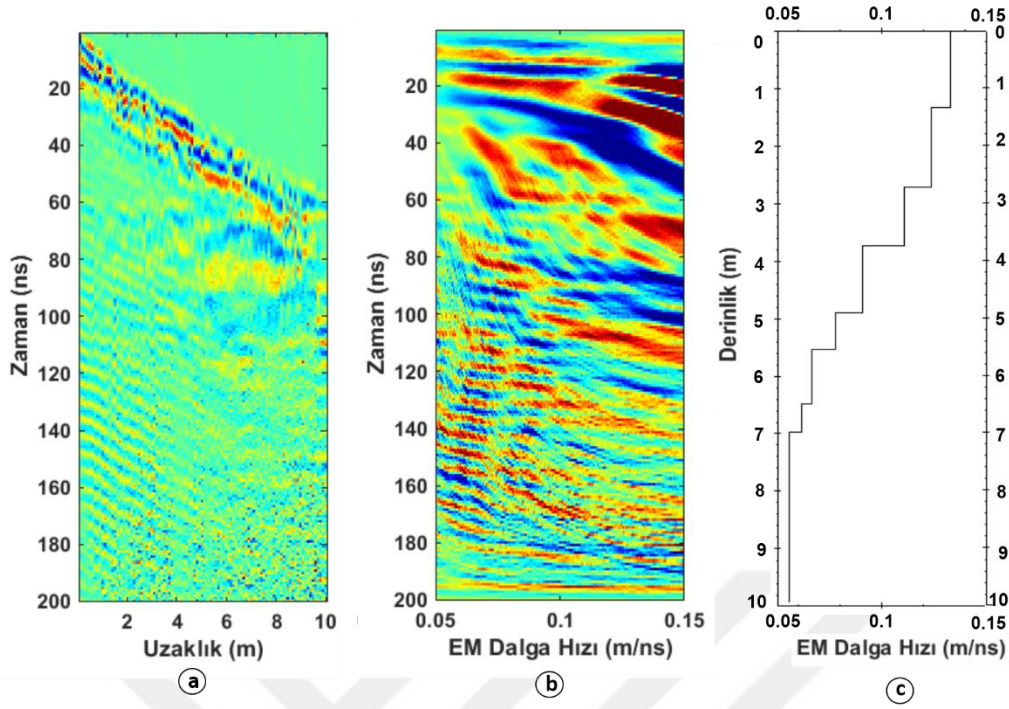 20
40
60
80
100
120
140
160
180
200
Zaman (ns)
2 4 6 8 10
Uzaklık (m)
a
20
40
60
80
100
120
140
160
180
200
Zaman (ns)
0.05 0.1 0.15
EM Dalga Hızı (m/ns)
b
0.05 0.1 0.15
0 0
1 1
2 2
3 3
4 4
5 5
6 6
7 7
8 8
9 9
10 10
Derinlik (m)
0.05 0.1 0.15
EM Dalga Hızı (m/ns)
c